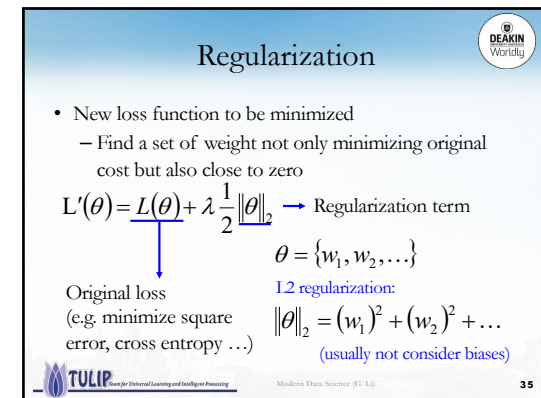 DEAKIN
Worldly
Regularization
• New loss function to be minimized
– Find a set of weight not only minimizing original
cost but also close to zero
L′(θ) = L(θ) + λ 1/2 ‖θ‖₂ → Regularization term
θ = {w₁, w₂, …}
Original loss
(e.g. minimize square
error, cross entropy …)
L2 regularization:
‖θ‖₂ = (w₁)² + (w₂)² + …
(usually not consider biases)
TULIP Team for Universal Learning and Intelligent Processing
Modern Data Science (G. Li)
35